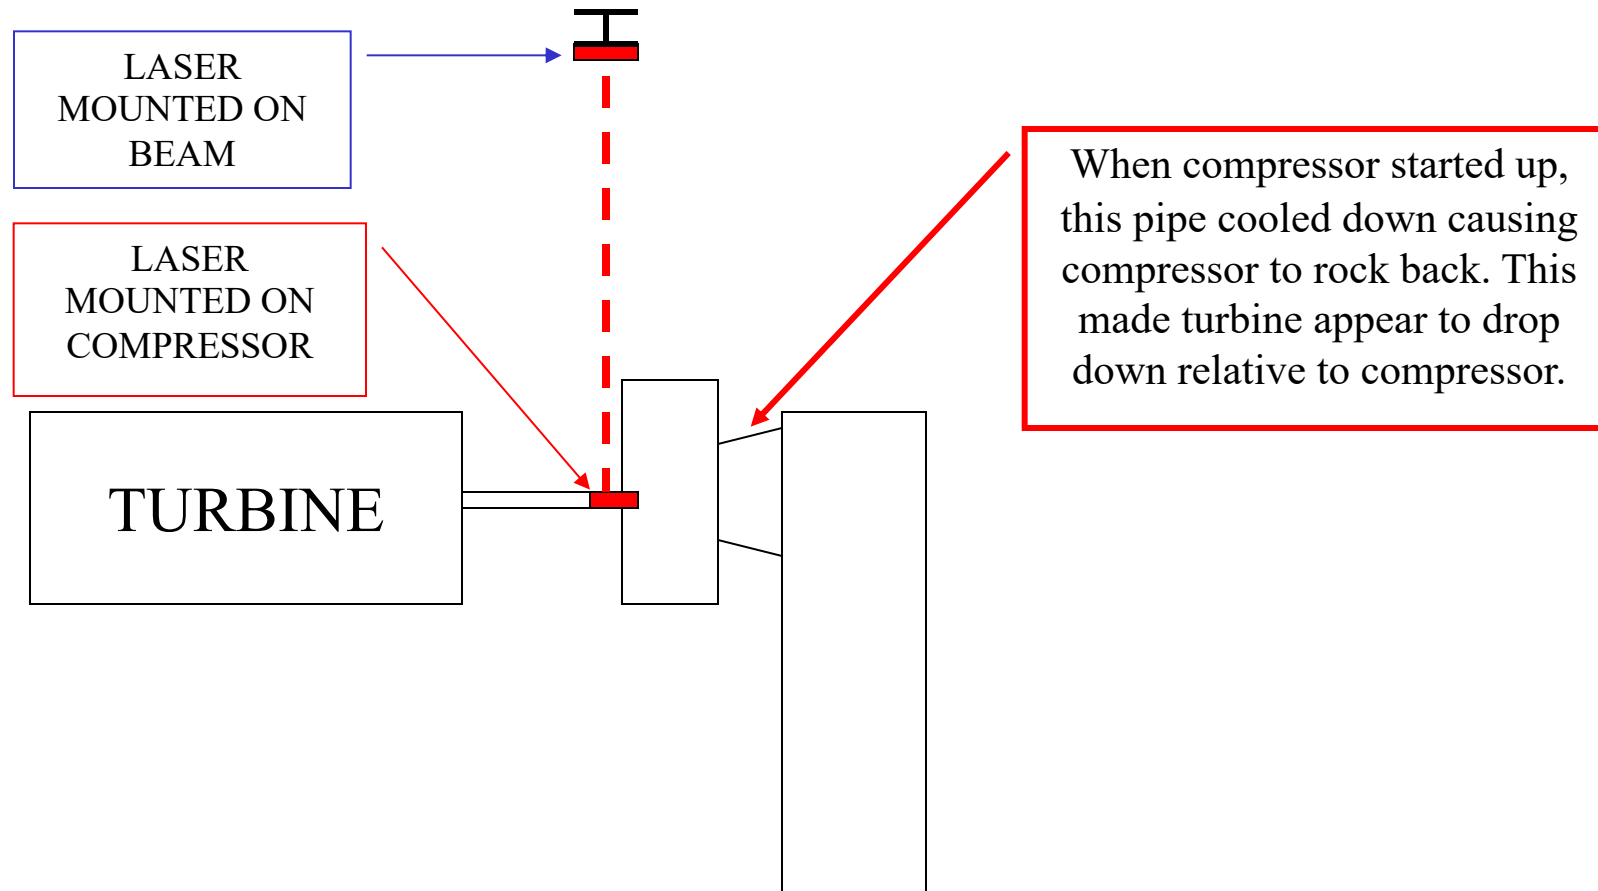 LASER
MOUNTED ON
BEAM
LASER
MOUNTED ON
COMPRESSOR
When compressor started up,
this pipe cooled down causing
compressor to rock back. This
made turbine appear to drop
down relative to compressor.
TURBINE